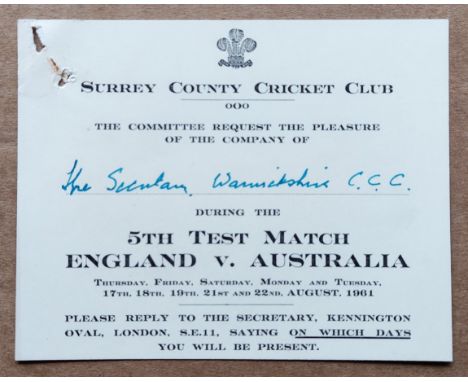 SURREY COUNTY CRICKET CLUB
OOO
THE COMMITTEE REQUEST THE PLEASURE
OF THE COMPANY OF
The Secretary Warwickshire C.C.C.
DURING THE
5TH TEST MATCH
ENGLAND V. AUSTRALIA
THURSDAY, FRIDAY, SATURDAY, MONDAY AND TUESDAY,
17TH, 18TH, 19TH, 21ST AND 22ND, AUGUST, 1961
PLEASE REPLY TO THE SECRETARY, KENNINGTON
OVAL, LONDON, S.E.11, SAYING ON WHICH DAYS
YOU WILL BE PRESENT.